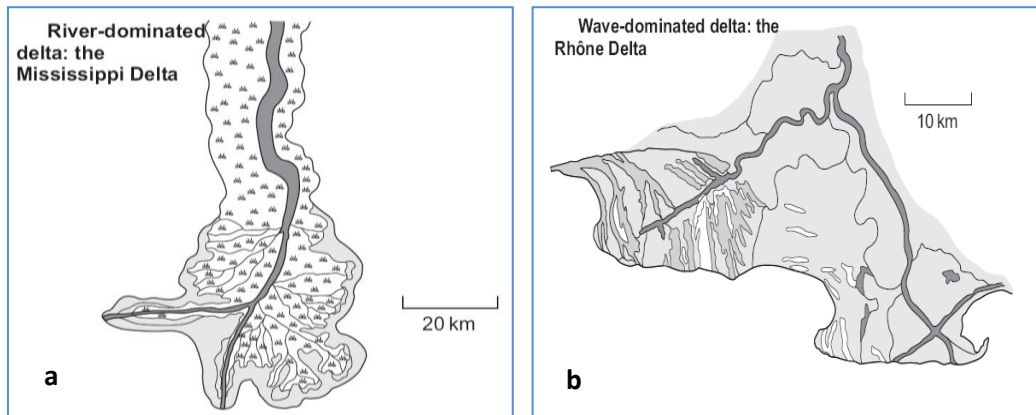 River-dominated
delta: the
Mississippi Delta
20 km
a
Wave-dominated delta: the
Rhône Delta
10 km
b